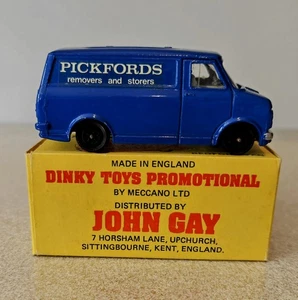 PICKFORDS
removers and storers
MADE IN ENGLAND
DINKY TOYS PROMOTIONAL
BY MECCANO LTD
DISTRIBUTED BY
JOHN GAY
7 HORSHAM LANE, UPCHURCH,
SITTINGBOURNE, KENT, ENGLAND.